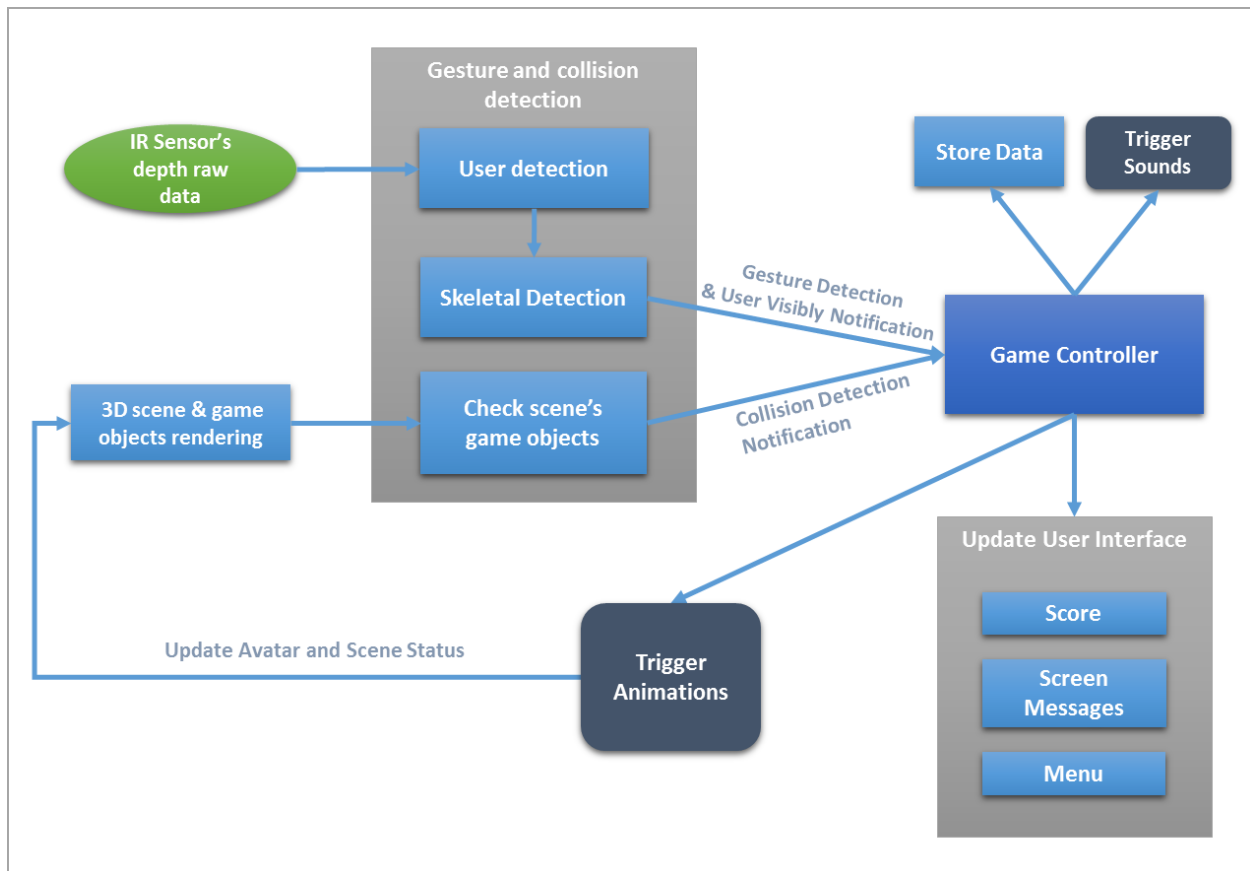 Gesture and collision
detection
IR Sensor's
depth raw
data
User detection
Store Data
Trigger
Sounds
Skeletal Detection
Gesture Detection
& User Visibly Notification
Game Controller
3D scene & game
objects rendering
Check scene's
game objects
Collision Detection
Notification
Update User Interface
Score
Screen
Messages
Menu
Update Avatar and Scene Status
Trigger
Animations